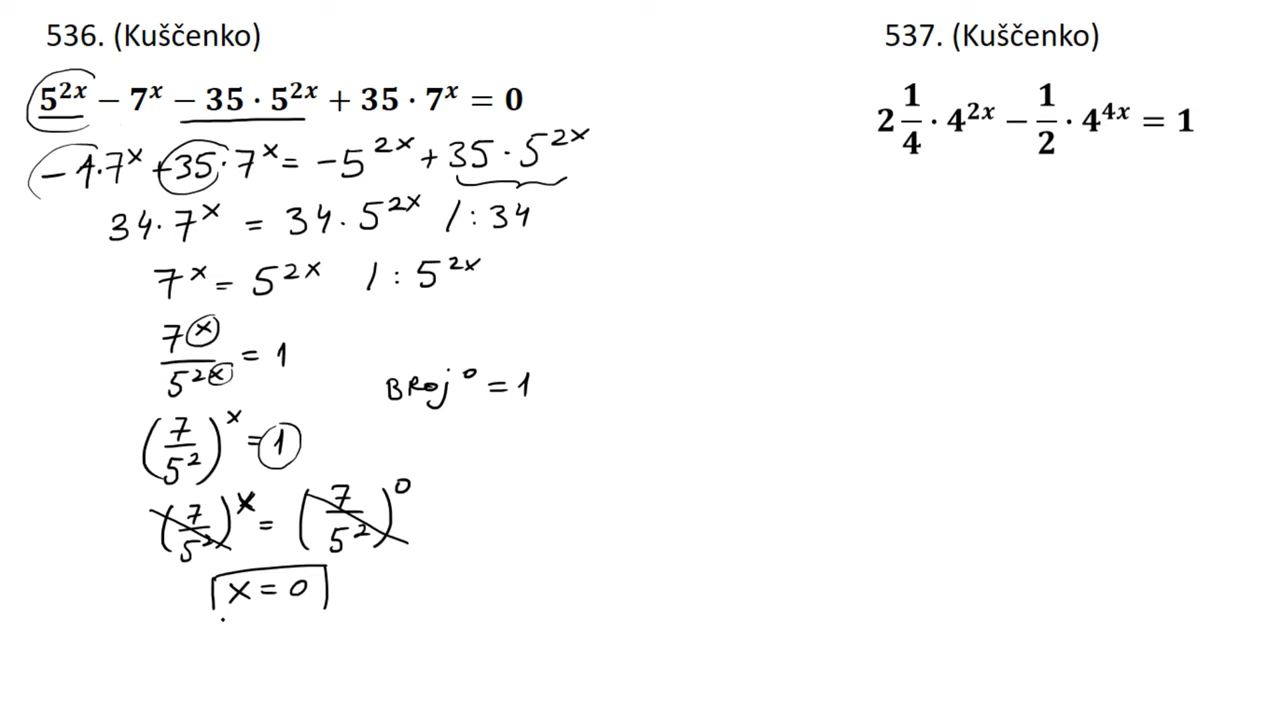 536. (Kuščenko)
5^{2x} − 7^x − 35 · 5^{2x} + 35 · 7^x = 0
−1·7^x + 35 · 7^x = −5^{2x} + 35 · 5^{2x}
34 · 7^x = 34 · 5^{2x} / : 34
7^x = 5^{2x} / : 5^{2x}
7^x / 5^{2x} = 1
BROJ^0 = 1
(7/5^2)^x = 1
(7/5^2)^x = (7/5^2)^0
x = 0
537. (Kuščenko)
2 1/4 · 4^{2x} − 1/2 · 4^{4x} = 1